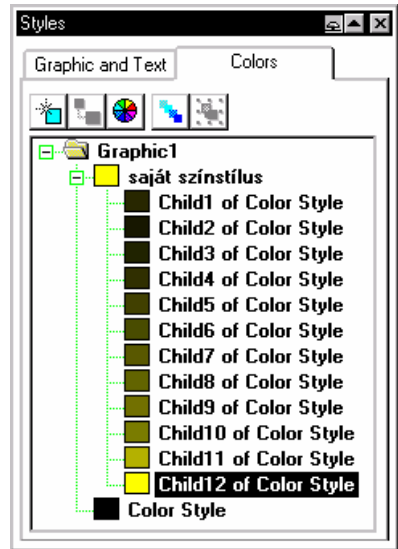 Styles
Graphic and Text Colors
Graphic1
saját színstílus
Child1 of Color Style
Child2 of Color Style
Child3 of Color Style
Child4 of Color Style
Child5 of Color Style
Child6 of Color Style
Child7 of Color Style
Child8 of Color Style
Child9 of Color Style
Child10 of Color Style
Child11 of Color Style
Child12 of Color Style
Color Style